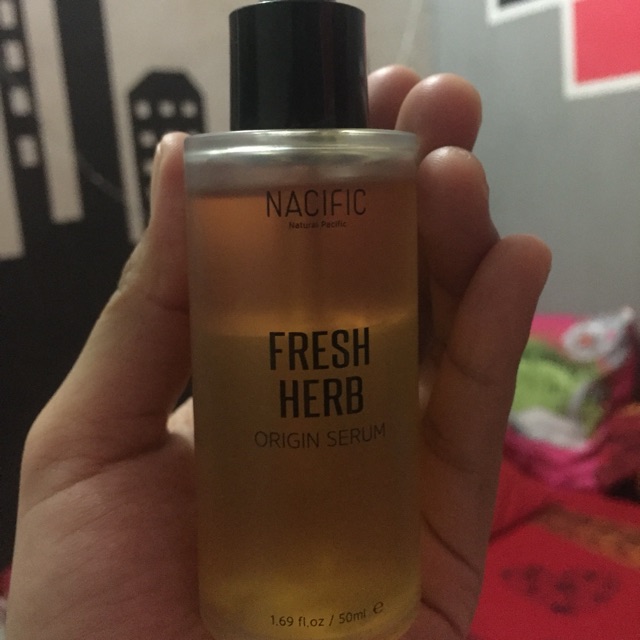 NACIFIC
Natural Pacific
FRESH
HERB
ORIGIN SERUM
1.69 fl.oz / 50ml ℮